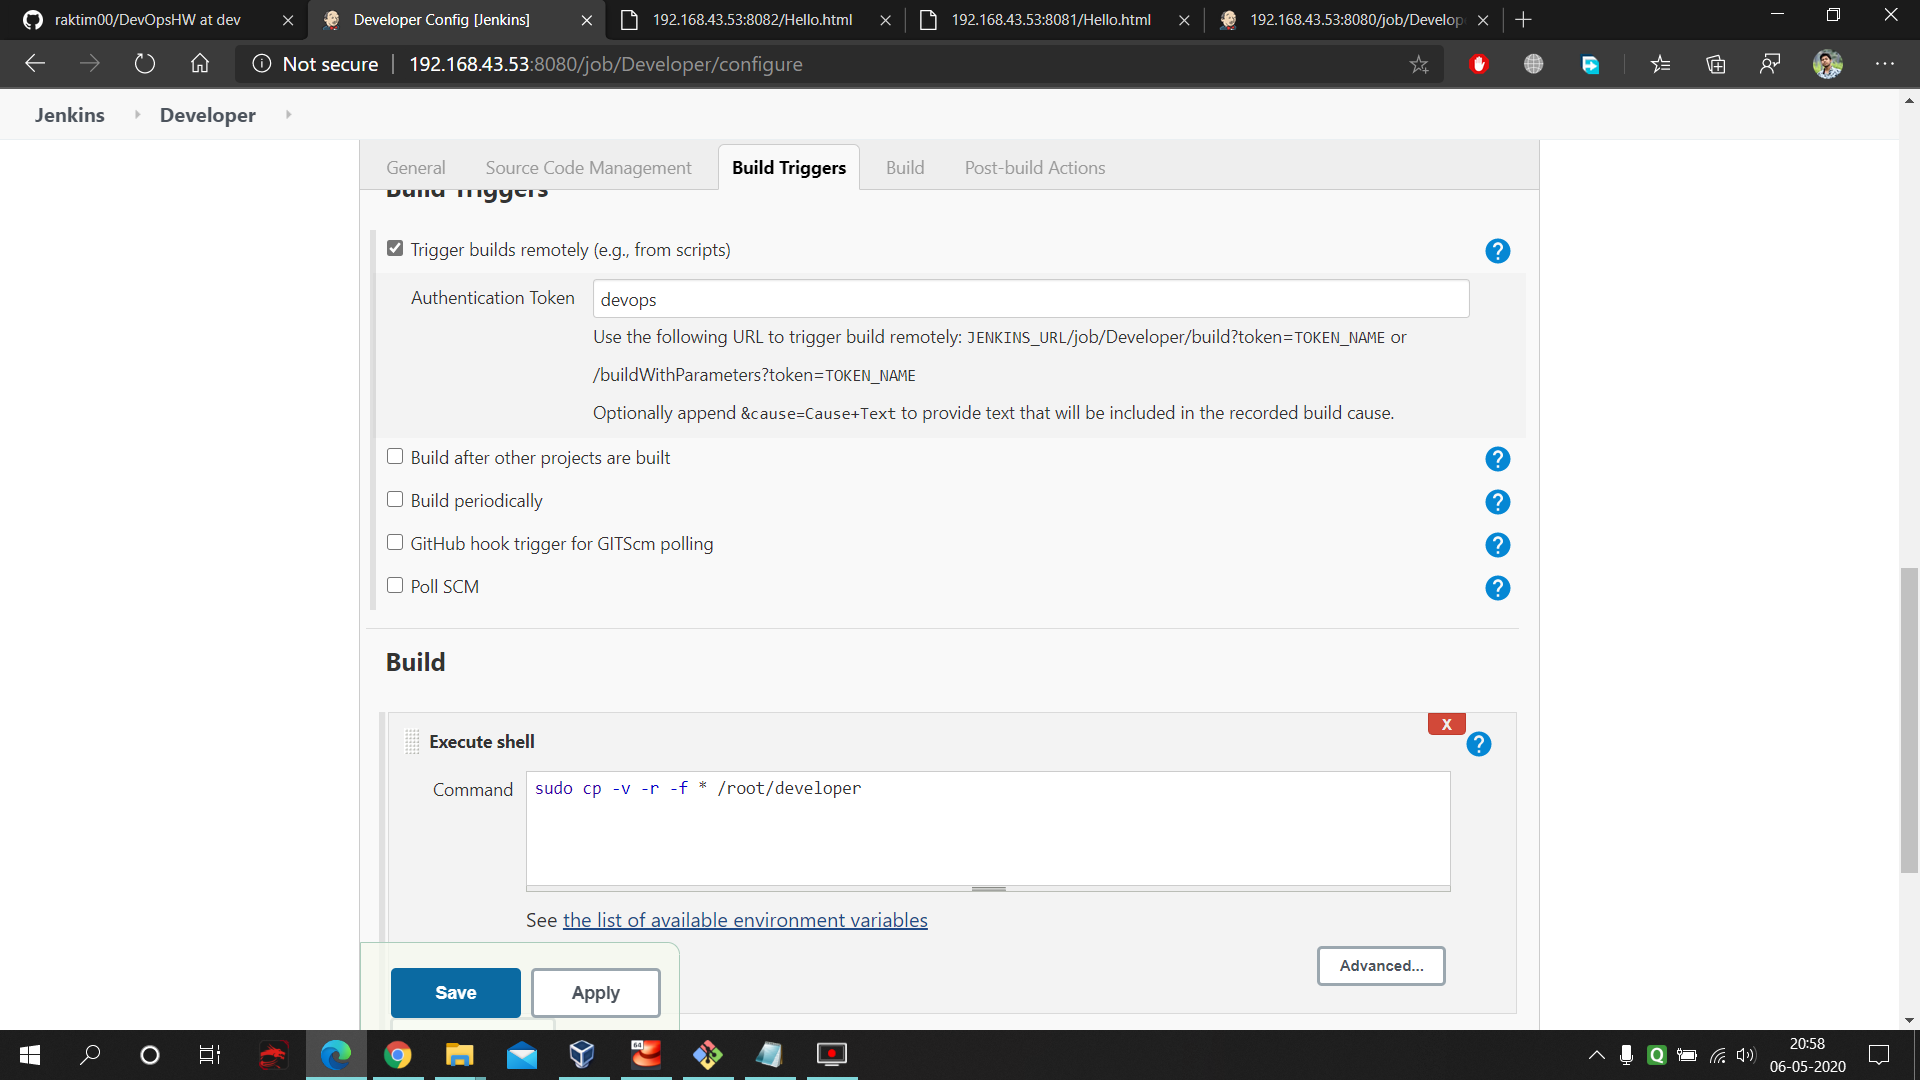 raktim00/DevOpsHW at dev
Developer Config [Jenkins]
192.168.43.53:8082/Hello.html
192.168.43.53:8081/Hello.html
192.168.43.53:8080/job/Develop
Not secure
192.168.43.53:8080/job/Developer/configure
Jenkins
Developer
General
Source Code Management
Build Triggers
Build
Post-build Actions
Build Triggers
Trigger builds remotely (e.g., from scripts)
Authentication Token
devops
Use the following URL to trigger build remotely: JENKINS_URL/job/Developer/build?token=TOKEN_NAME or
/buildWithParameters?token=TOKEN_NAME
Optionally append &cause=Cause+Text to provide text that will be included in the recorded build cause.
Build after other projects are built
Build periodically
GitHub hook trigger for GITScm polling
Poll SCM
Build
X
Execute shell
Command
sudo cp -v -r -f * /root/developer
See the list of available environment variables
Advanced...
Save
Apply
64
20:58
06-05-2020